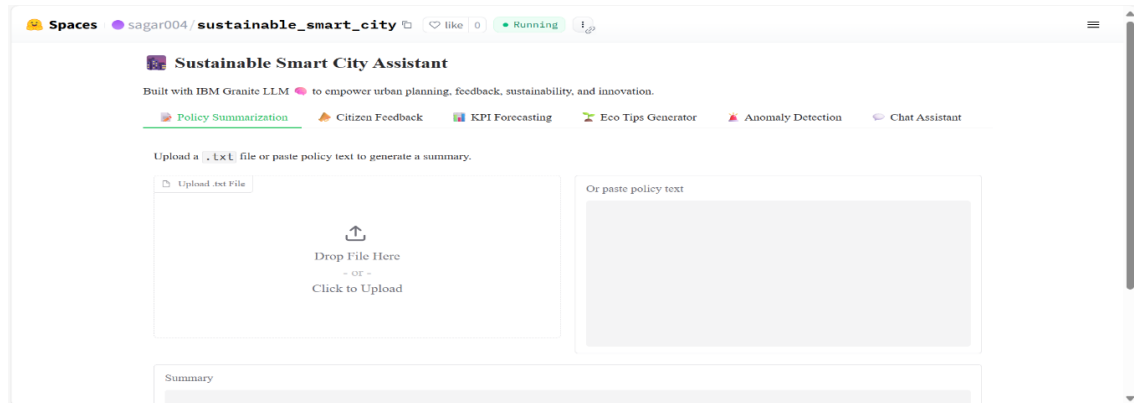 Spaces sagar004/sustainable_smart_city like 0 Running
Sustainable Smart City Assistant
Built with IBM Granite LLM to empower urban planning, feedback, sustainability, and innovation.
Policy Summarization Citizen Feedback KPI Forecasting Eco Tips Generator Anomaly Detection Chat Assistant
Upload a .txt file or paste policy text to generate a summary.
Upload .txt File
Or paste policy text
Drop File Here
- or -
Click to Upload
Summary